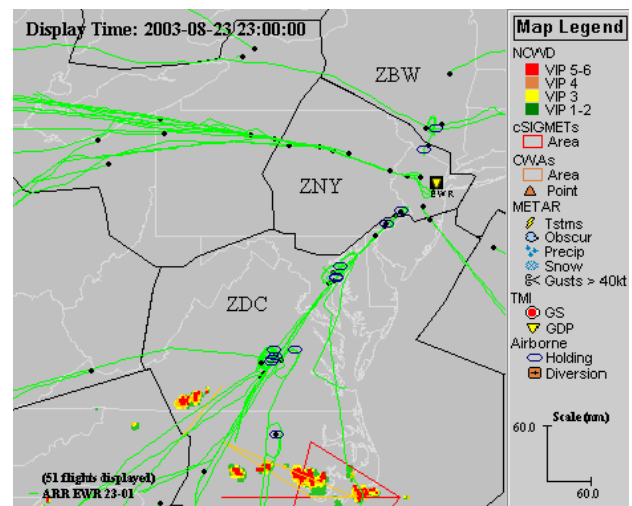 Display Time: 2003-08-23 23:00:00
ZBW
ZNY
EWR
ZDC
(51 flights displayed)
ARR EWR 23-01
Map Legend
NCWD
VIP 5-6
VIP 4
VIP 3
VIP 1-2
cSIGMETs
Area
CWAs
Area
Point
METAR
Tstms
Obscur
Precip
Snow
Gusts > 40kt
TMI
GS
GDP
Airborne
Holding
Diversion
Scale(nm)
60.0
60.0